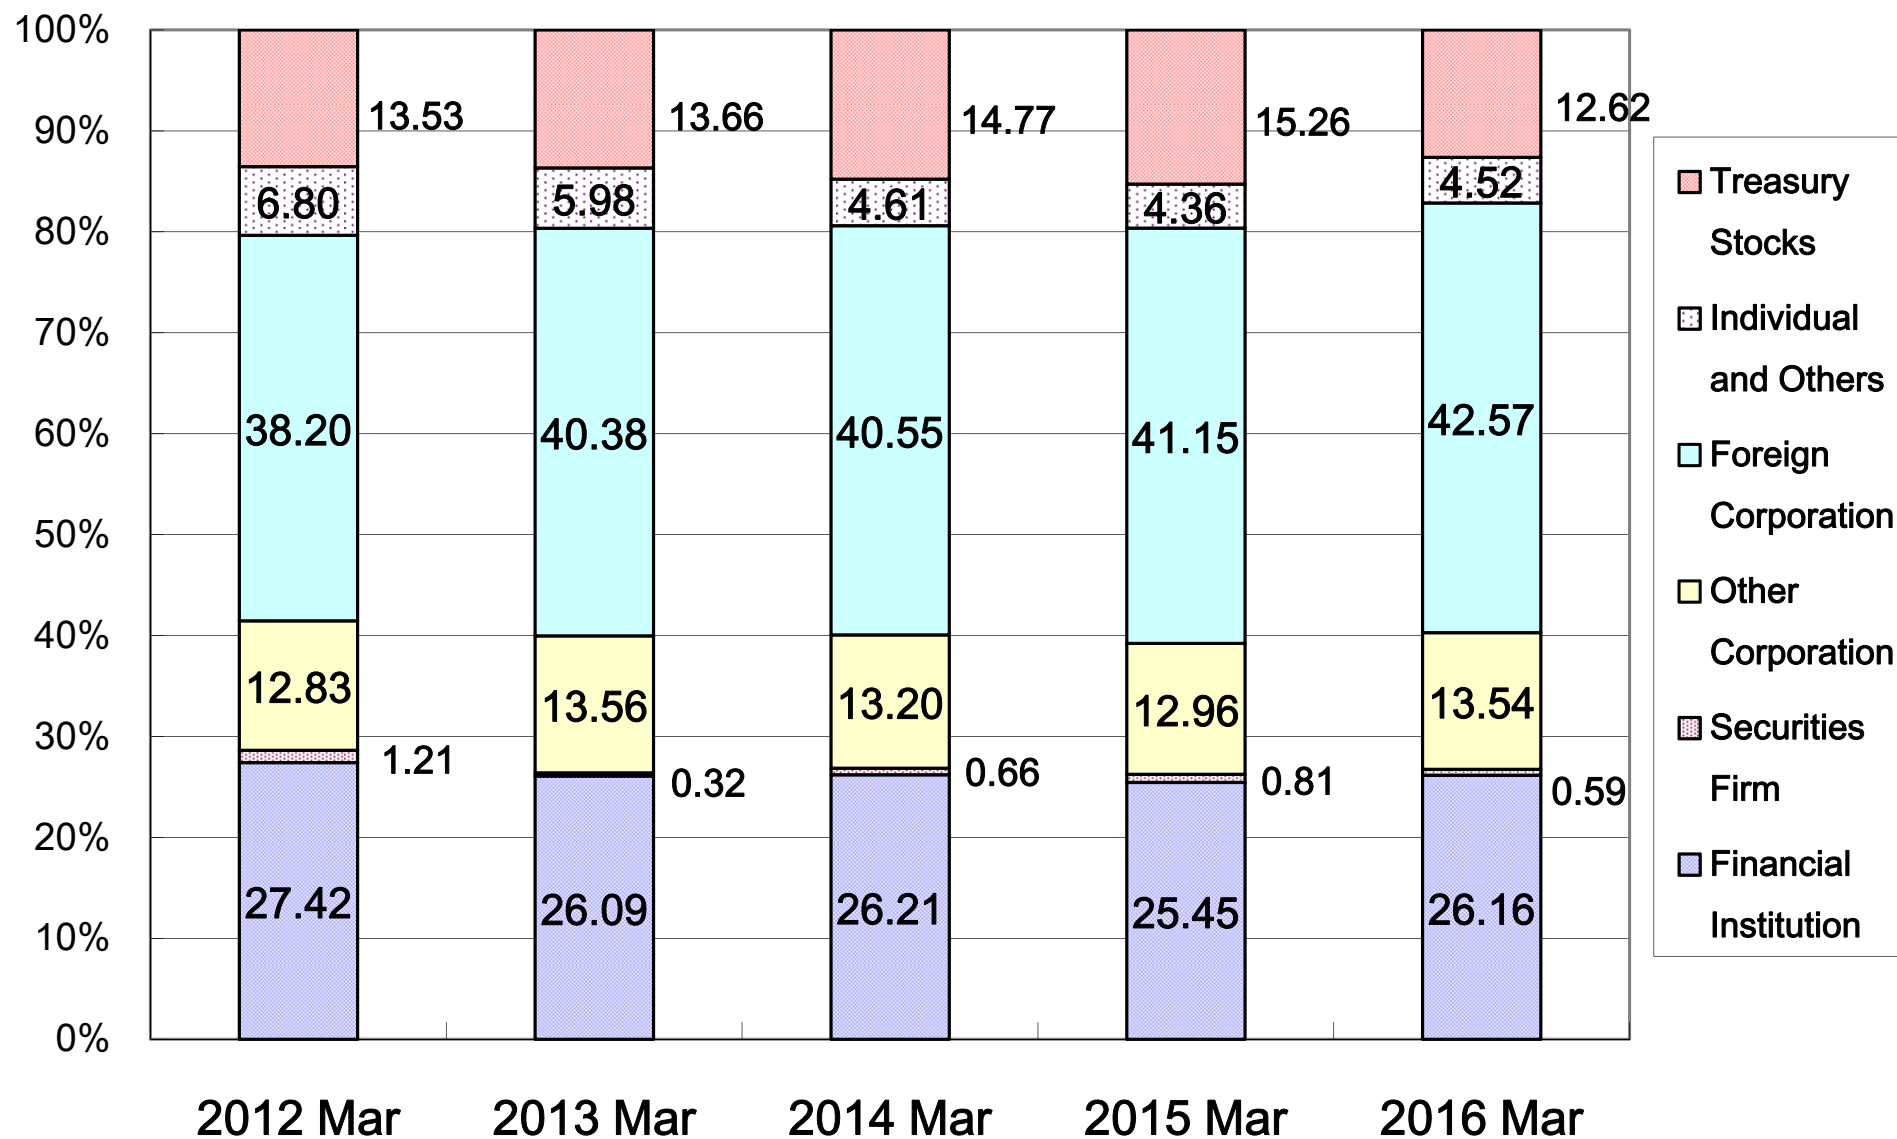 100%
90%
80%
70%
60%
50%
40%
30%
20%
10%
0%
13.53
13.66
14.77
15.26
12.62
6.80
5.98
4.61
4.36
4.52
38.20
40.38
40.55
41.15
42.57
12.83
13.56
13.20
12.96
13.54
1.21
0.32
0.66
0.81
0.59
27.42
26.09
26.21
25.45
26.16
2012 Mar
2013 Mar
2014 Mar
2015 Mar
2016 Mar
Treasury
Stocks
Individual
and Others
Foreign
Corporation
Other
Corporation
Securities
Firm
Financial
Institution